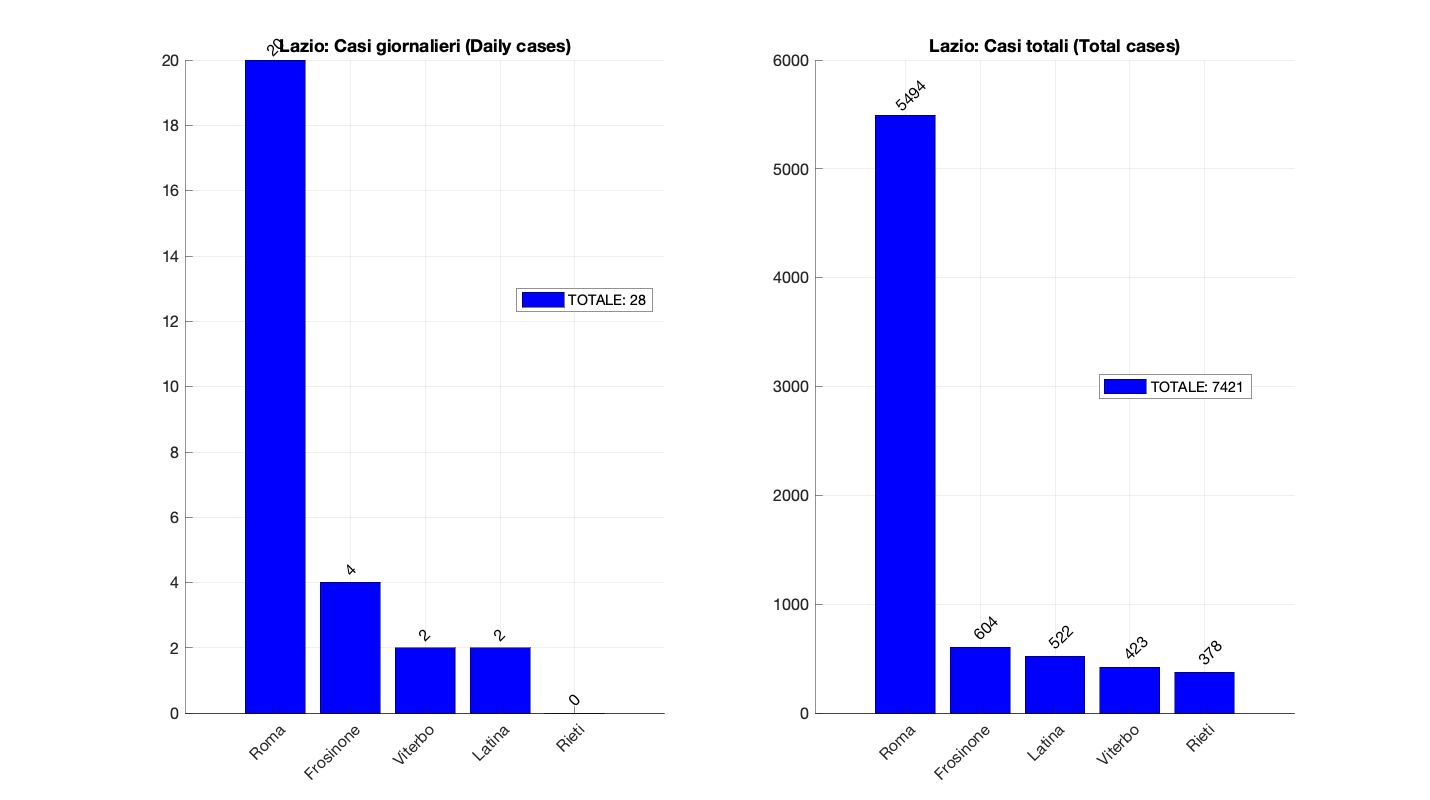 Lazio: Casi giornalieri (Daily cases)
20
20
18
16
14
12
10
8
6
4
2
0
4
2
2
0
TOTALE: 28
Roma
Frosinone
Viterbo
Latina
Rieti
Lazio: Casi totali (Total cases)
6000
5000
4000
3000
2000
1000
0
5494
604
522
423
378
TOTALE: 7421
Roma
Frosinone
Latina
Viterbo
Rieti